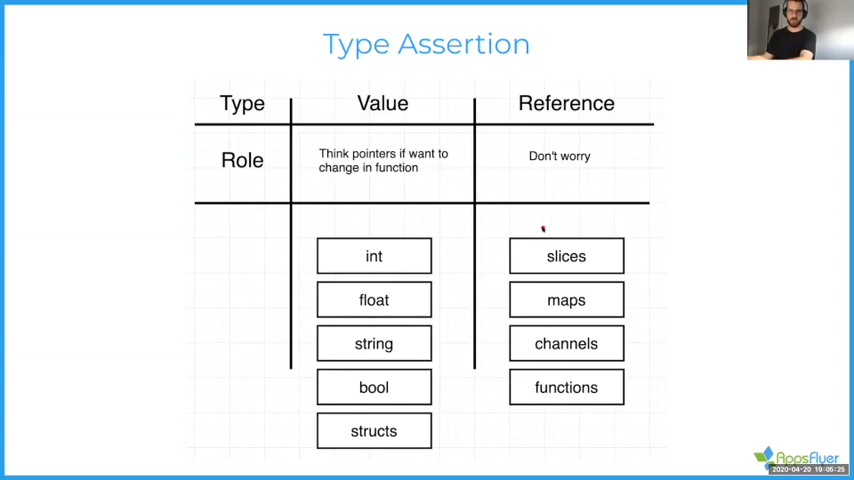 Type Assertion
Type Value Reference
Role
Think pointers if want to
change in function
Don't worry
int slices
float maps
string channels
bool functions
structs
AppsFlyer
2020-04-20 19:05:25